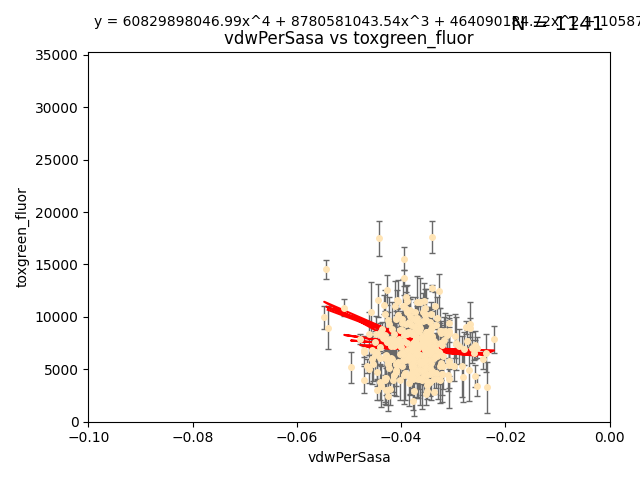 y = 60829898046.99x^4 + 8780581043.54x^3 +
N = 1141
vdwPerSasa vs toxgreen_fluor
35000
30000
25000
20000
15000
10000
5000
0
toxgreen_fluor
−0.10 −0.08 −0.06 −0.04 −0.02 0.00
vdwPerSasa